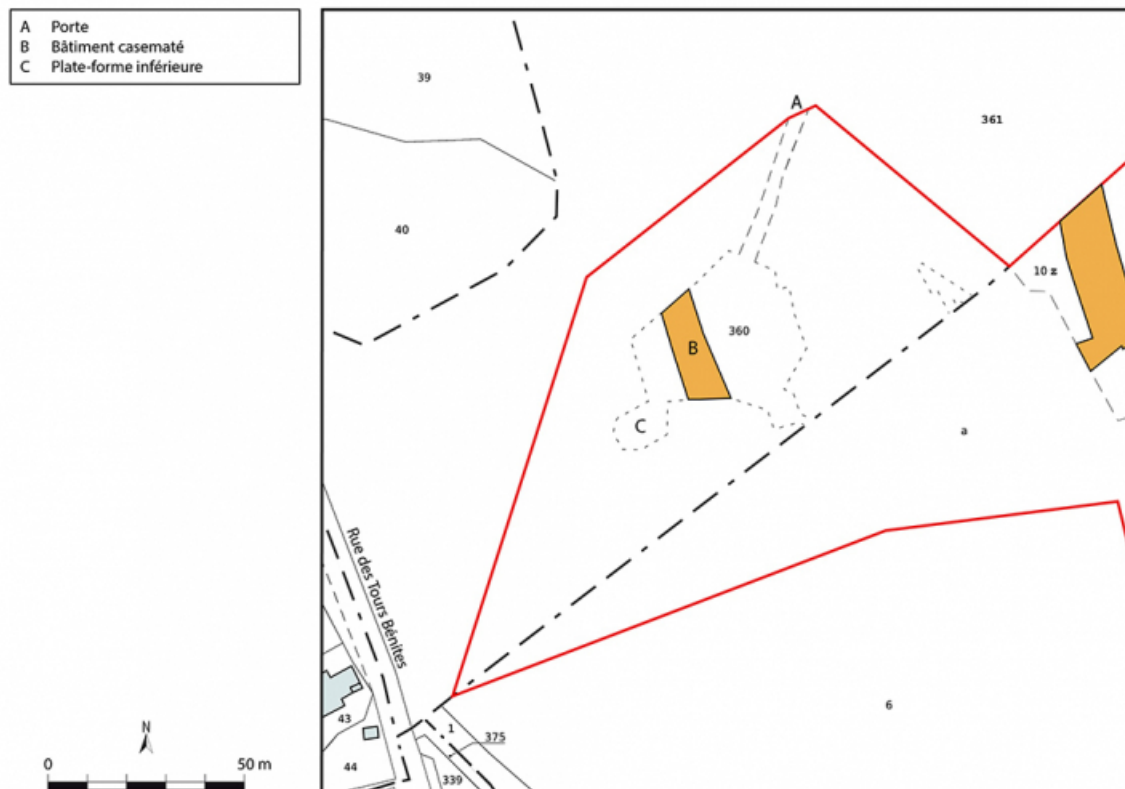 A Porte
B Bâtiment casematé
C Plate-forme inférieure
39
A
361
40
10 z
360
B
C
a
Rue des Tours Bénites
6
43
1
375
44
339
N
0 50 m